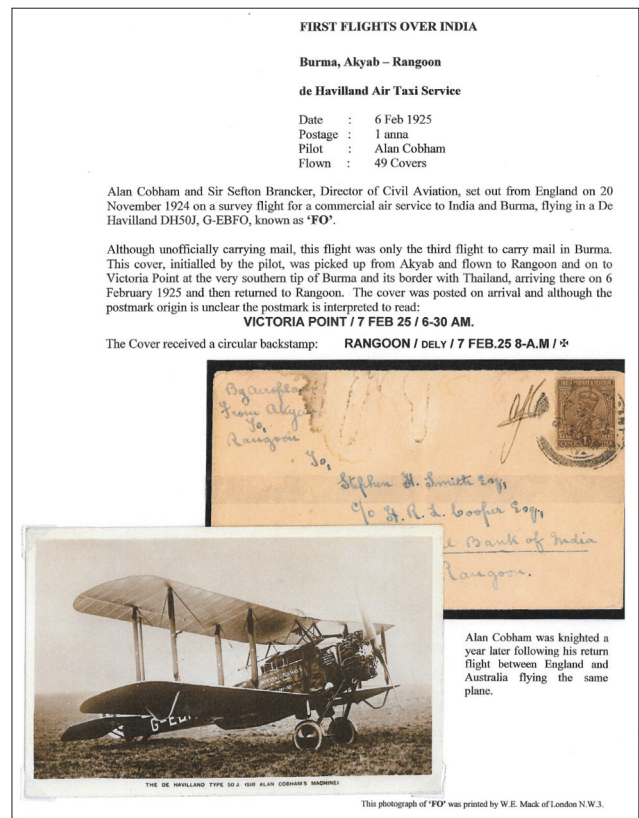 FIRST FLIGHTS OVER INDIA
Burma, Akyab – Rangoon
de Havilland Air Taxi Service
Date : 6 Feb 1925
Postage : 1 anna
Pilot : Alan Cobham
Flown : 49 Covers
Alan Cobham and Sir Sefton Brancker, Director of Civil Aviation, set out from England on 20
November 1924 on a survey flight for a commercial air service to India and Burma, flying in a De
Havilland DH50J, G-EBFO, known as ‘FO’.
Although unofficially carrying mail, this flight was only the third flight to carry mail in Burma.
This cover, initialled by the pilot, was picked up from Akyab and flown to Rangoon and on to
Victoria Point at the very southern tip of Burma and its border with Thailand, arriving there on 6
February 1925 and then returned to Rangoon. The cover was posted on arrival and although the
postmark origin is unclear the postmark is interpreted to read:
VICTORIA POINT / 7 FEB 25 / 6-30 AM.
The Cover received a circular backstamp: RANGOON / DELY / 7 FEB.25 8-A.M / ✠
By
From Akya
To,
Rangoon
To,
Stephen H. Smith Esq,
C/o H. R. L. Cooper Esq,
Bank of India
Rangoon.
Alan Cobham was knighted a
year later following his return
flight between England and
Australia flying the same
plane.
THE DE HAVILLAND TYPE 50 J. (SIR ALAN COBHAM'S MACHINE)
This photograph of ‘FO’ was printed by W.E. Mack of London N.W.3.